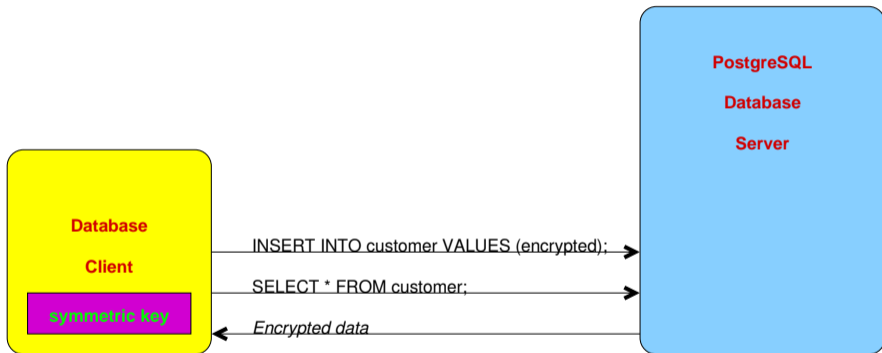 PostgreSQL
Database
Server
Database
Client
symmetric key
INSERT INTO customer VALUES (encrypted);
SELECT * FROM customer;
Encrypted data